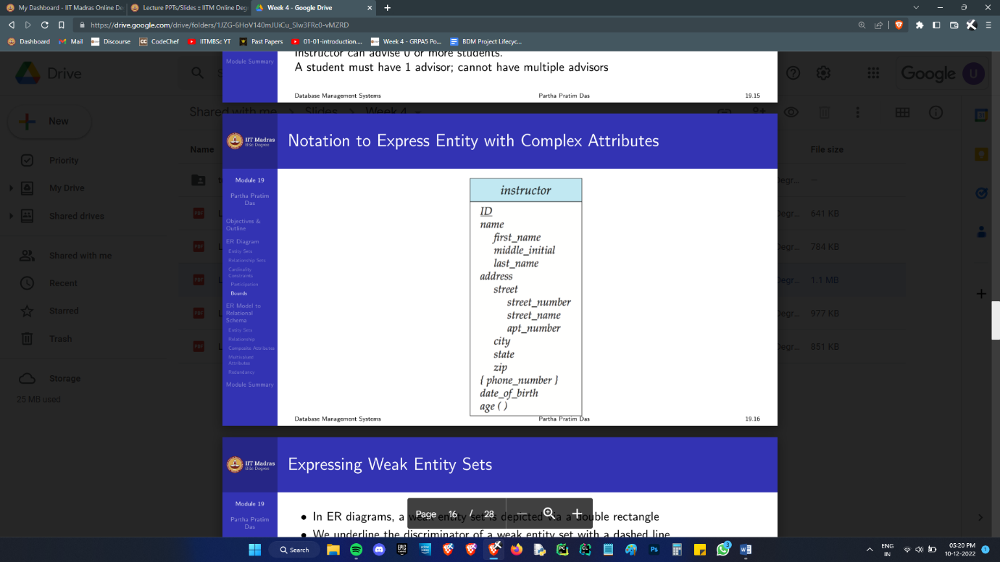 My Dashboard - IIT Madras Online De
Lecture PPTs/Slides :: IITM Online Deg
Week 4 - Google Drive
https://drive.google.com/drive/folders/1JZG-6HoV140mJUiCu_Slw3FRc0-vMZRD
Dashboard
Mail
Discourse
CodeChef
IITMBSc YT
Past Papers
01-01-introduction....
Week 4 - GRPA5 Po...
BDM Project Lifecyc...
Drive
Google
U
New
Shared with me
Slides
Week 4
Priority
My Drive
Shared drives
Shared with me
Recent
Starred
Trash
Storage
25 MB used
Name
File size
Degr...
641 KB
784 KB
Degr...
1.1 MB
Degr...
977 KB
Degr...
851 KB
Module Summary
Instructor can advise 0 or more students.
A student must have 1 advisor; cannot have multiple advisors
Database Management Systems
Partha Pratim Das
19.15
IIT Madras
BSc Degree
Notation to Express Entity with Complex Attributes
Module 19
Partha Pratim
Das
Objectives &
Outline
ER Diagram
Entity Sets
Relationship Sets
Cardinality
Constraints
Participation
Bounds
ER Model to
Relational
Schema
Entity Sets
Relationship
Composite Attributes
Multivalued
Attributes
Redundancy
Module Summary
instructor
ID
name
first_name
middle_initial
last_name
address
street
street_number
street_name
apt_number
city
state
zip
{ phone_number }
date_of_birth
age ( )
Database Management Systems
Partha Pratim Das
19.16
IIT Madras
BSc Degree
Expressing Weak Entity Sets
Module 19
Partha Pratim
Das
• In ER diagrams, a weak entity set is depicted via a double rectangle
• We underline the discriminator of a weak entity set with a dashed line
Page 16 / 28
Search
ENG
IN
05:20 PM
10-12-2022